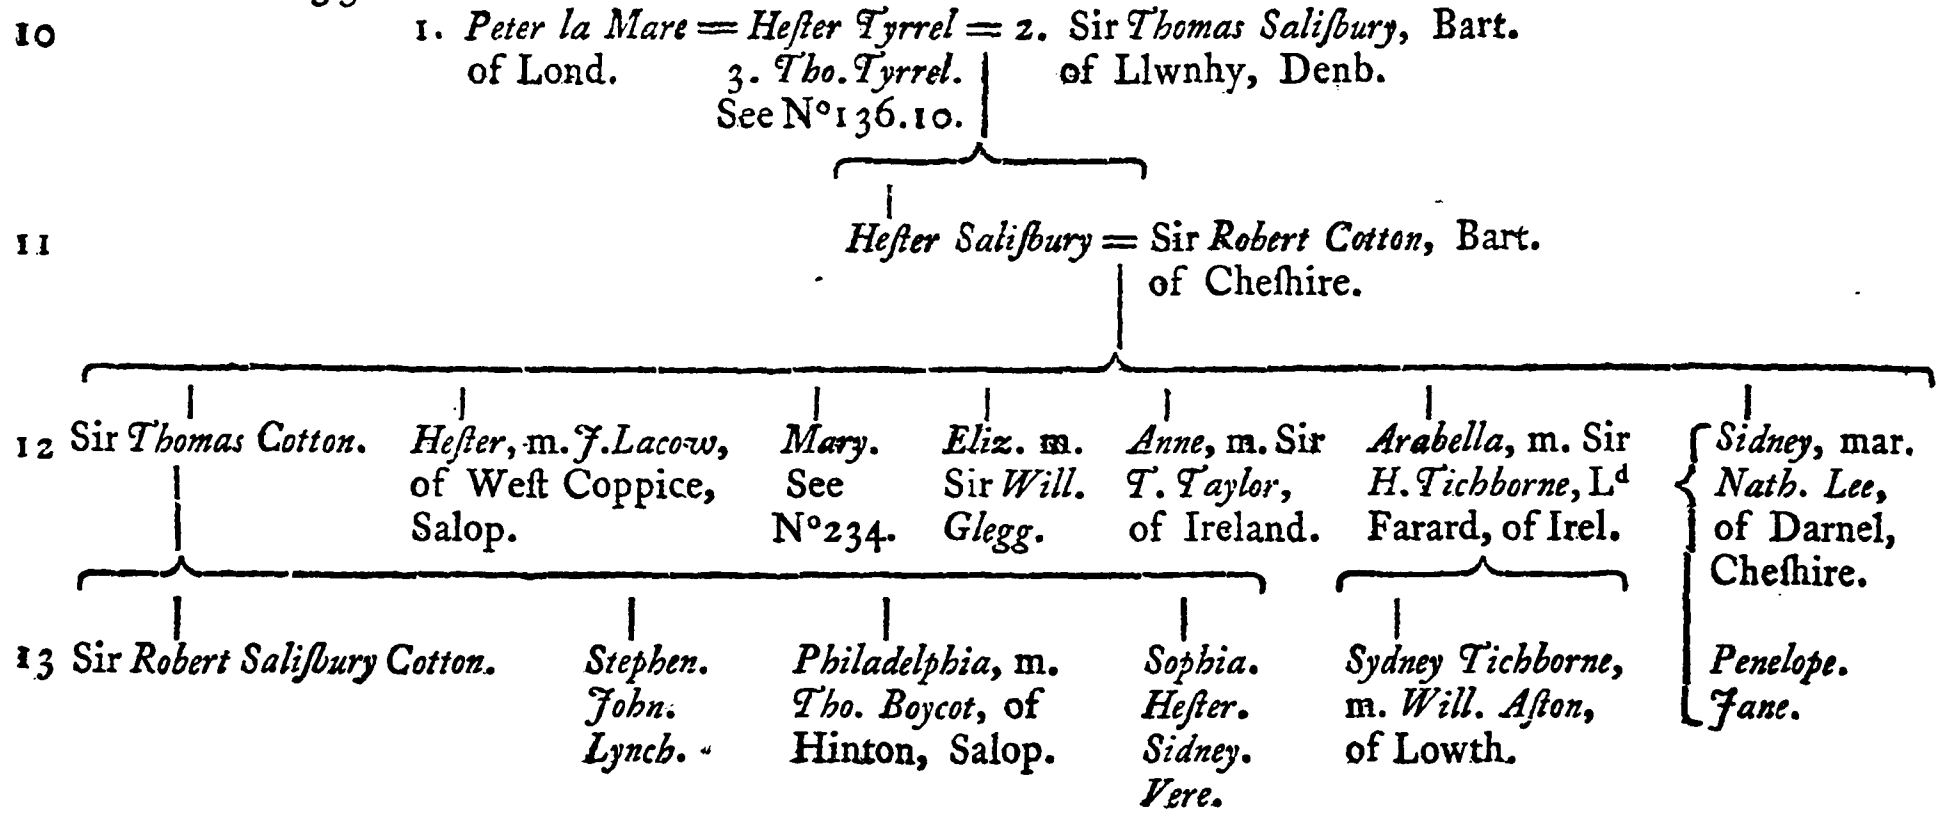 10 1. Peter la Mare = Heſter Tyrrel = 2. Sir Thomas Saliſbury, Bart.
of Lond. 3. Tho. Tyrrel. of Llwnhy, Denb.
See Nº 136.10.
11 Heſter Saliſbury = Sir Robert Cotton, Bart.
of Cheſhire.
12 Sir Thomas Cotton. Heſter, m. J. Lacow, Mary. Eliz. m. Anne, m. Sir Arabella, m. Sir Sidney, mar.
of Weſt Coppice, See Sir Will. T. Taylor, H. Tichborne, Lᵈ Nath. Lee,
Salop. Nº 234. Glegg. of Ireland. Farard, of Irel. of Darnel,
Cheſhire.
13 Sir Robert Saliſbury Cotton. Stephen. Philadelphia, m. Sophia. Sydney Tichborne, Penelope.
John. Tho. Boycot, of Heſter. m. Will. Aſton, Jane.
Lynch. Hinton, Salop. Sidney. of Lowth.
Vere.